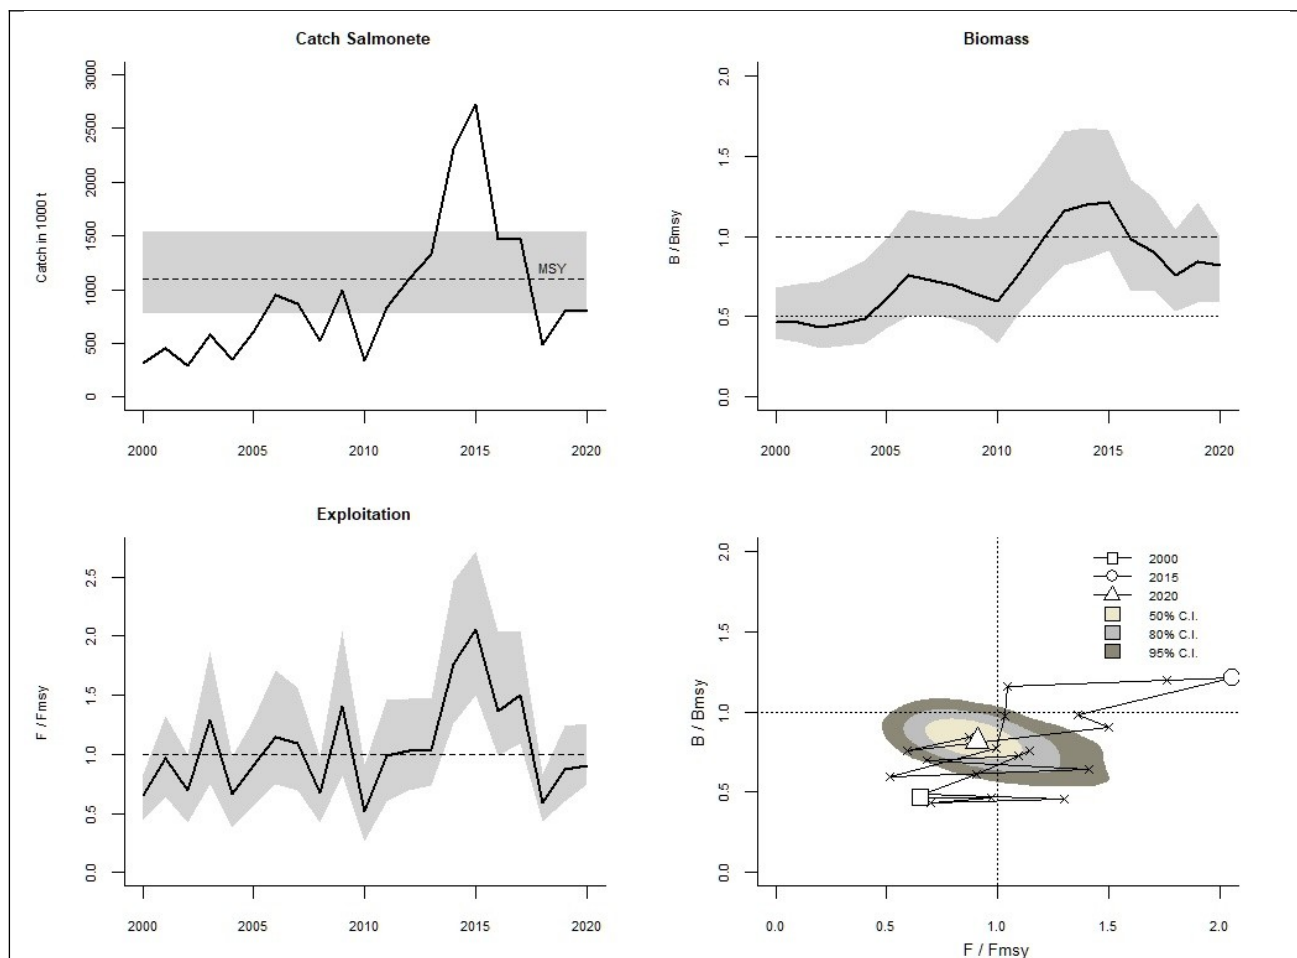 Catch Salmonete
Catch in 1000 t
3000
2500
2000
1500
1000
500
0
MSY
2000 2005 2010 2015 2020
Biomass
B / Bmsy
2.0
1.5
1.0
0.5
0.0
2000 2005 2010 2015 2020
Exploitation
F / Fmsy
2.5
2.0
1.5
1.0
0.5
0.0
2000 2005 2010 2015 2020
B / Bmsy
2.0
1.5
1.0
0.5
0.0
2000
2015
2020
50% C.I.
80% C.I.
95% C.I.
0.0 0.5 1.0 1.5 2.0
F / Fmsy